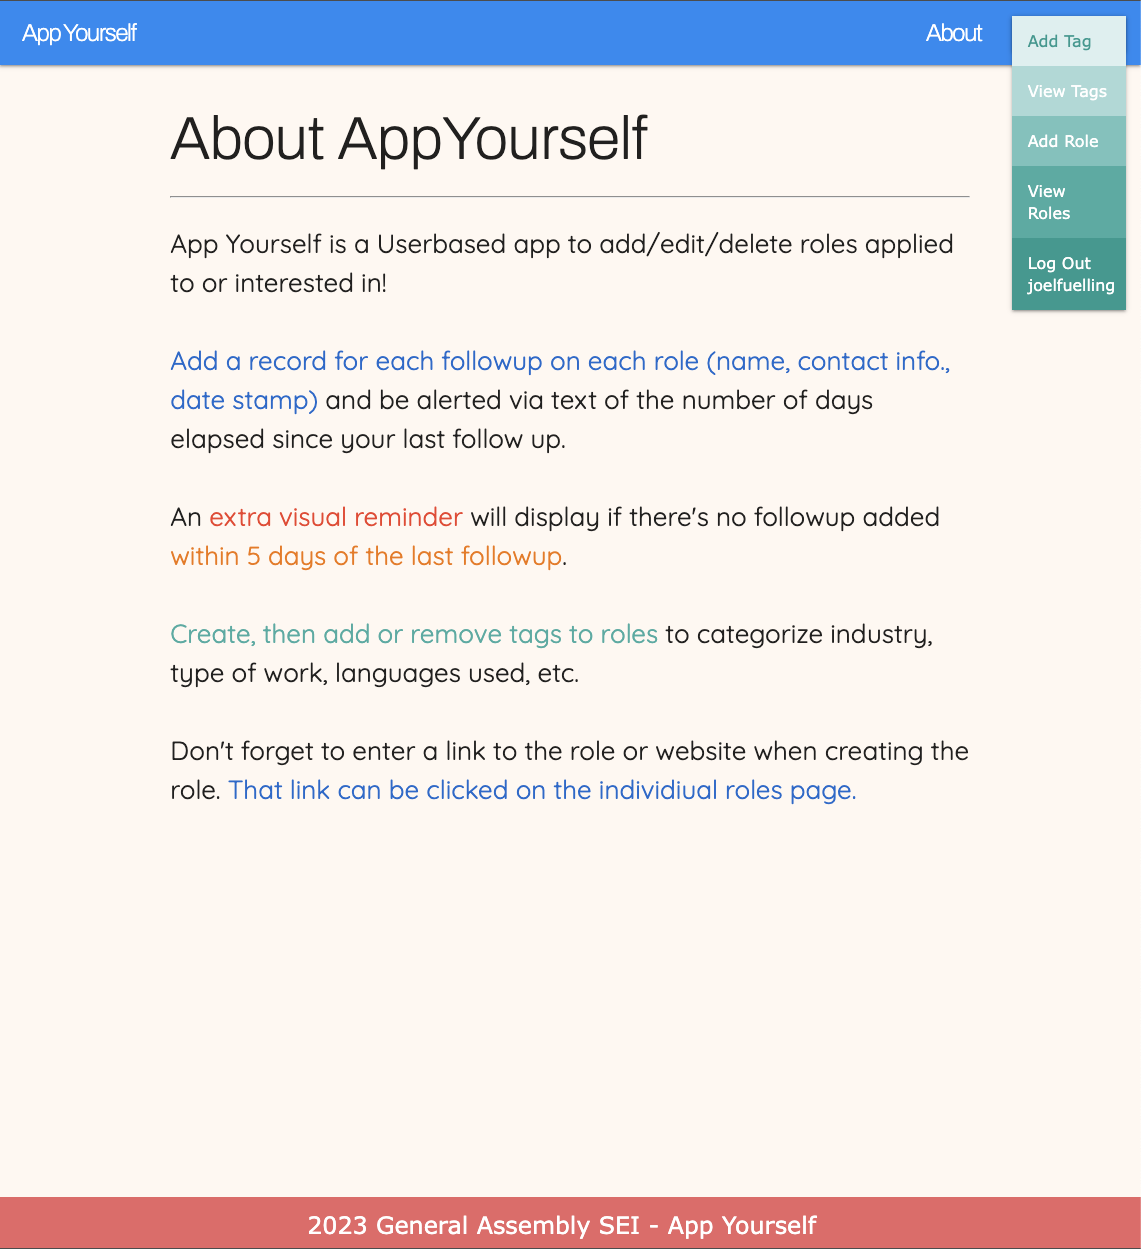 App Yourself
About
Add Tag
View Tags
Add Role
View
Roles
Log Out
joelfuelling
About AppYourself
App Yourself is a Userbased app to add/edit/delete roles applied
to or interested in!
Add a record for each followup on each role (name, contact info.,
date stamp) and be alerted via text of the number of days
elapsed since your last follow up.
An extra visual reminder will display if there's no followup added
within 5 days of the last followup.
Create, then add or remove tags to roles to categorize industry,
type of work, languages used, etc.
Don't forget to enter a link to the role or website when creating the
role. That link can be clicked on the individiual roles page.
2023 General Assembly SEI - App Yourself